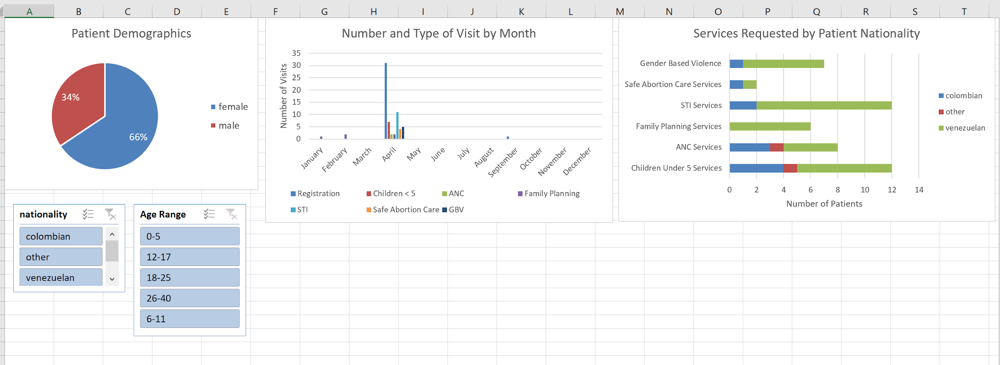 A B C D E F G H I J K L M N O P Q R S T
Patient Demographics
34%
66%
female
male
Number and Type of Visit by Month
Number of Visits
35
30
25
20
15
10
5
0
January February March April May June July August September October November December
Registration Children < 5 ANC Family Planning
STI Safe Abortion Care GBV
Services Requested by Patient Nationality
Gender Based Violence
Safe Abortion Care Services
STI Services
Family Planning Services
ANC Services
Children Under 5 Services
0 2 4 6 8 10 12 14
Number of Patients
colombian
other
venezuelan
nationality
colombian
other
venezuelan
Age Range
0-5
12-17
18-25
26-40
6-11